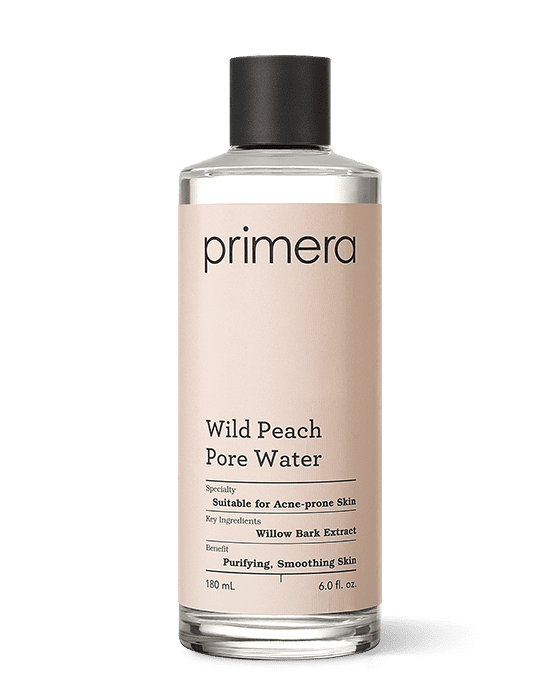 primera
Wild Peach
Pore Water
Specialty
Suitable for Acne-prone Skin
Key Ingredients
Willow Bark Extract
Benefit
Purifying, Smoothing Skin
180 mL 6.0 fl. oz.